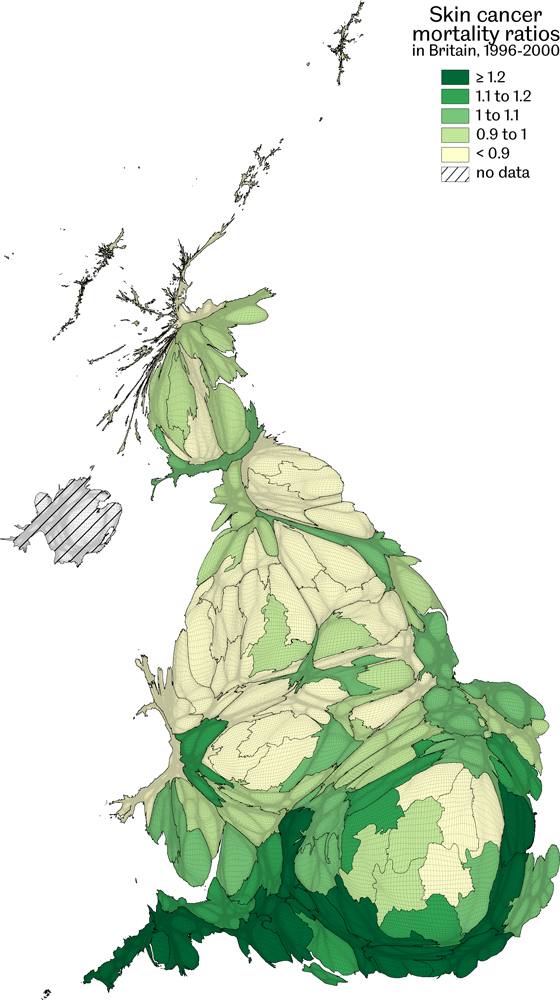 Skin cancer
mortality ratios
in Britain, 1996-2000
≥ 1.2
1.1 to 1.2
1 to 1.1
0.9 to 1
< 0.9
no data